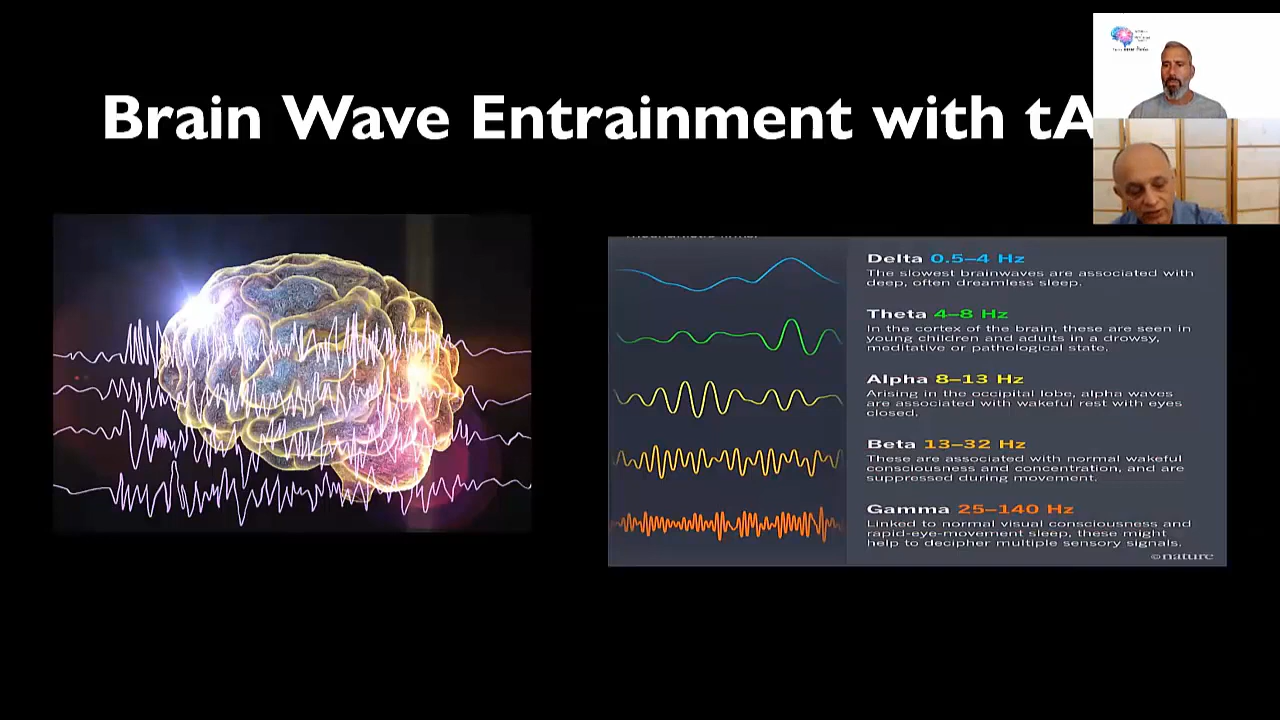 Brain Wave Entrainment with tA
Delta 0.5–4 Hz
The slowest brainwaves are associated with
deep, often dreamless sleep.
Theta 4–8 Hz
In the cortex of the brain, these are seen in
young children and adults in a drowsy,
meditative or pathological state.
Alpha 8–13 Hz
Arising in the occipital lobe, alpha waves
are associated with wakeful rest with eyes
closed.
Beta 13–32 Hz
These are associated with normal wakeful
consciousness and concentration, and are
suppressed during movement.
Gamma 25–140 Hz
Linked to normal visual consciousness and
rapid-eye-movement sleep, these might
help to decipher multiple sensory signals.
©nature